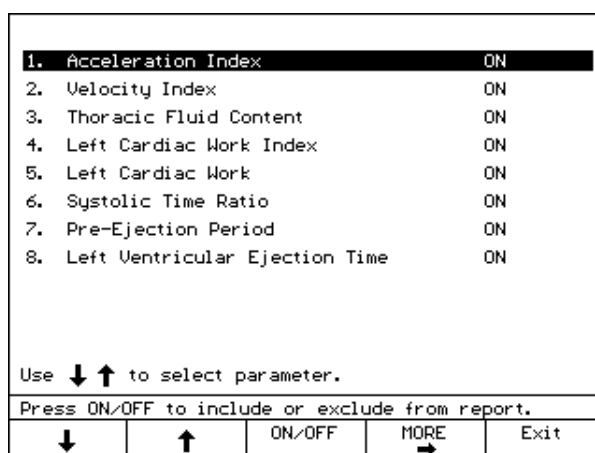 1. Acceleration Index ON
2. Velocity Index ON
3. Thoracic Fluid Content ON
4. Left Cardiac Work Index ON
5. Left Cardiac Work ON
6. Systolic Time Ratio ON
7. Pre-Ejection Period ON
8. Left Ventricular Ejection Time ON
Use ↓ ↑ to select parameter.
Press ON/OFF to include or exclude from report.
↓ ↑ ON/OFF MORE → Exit